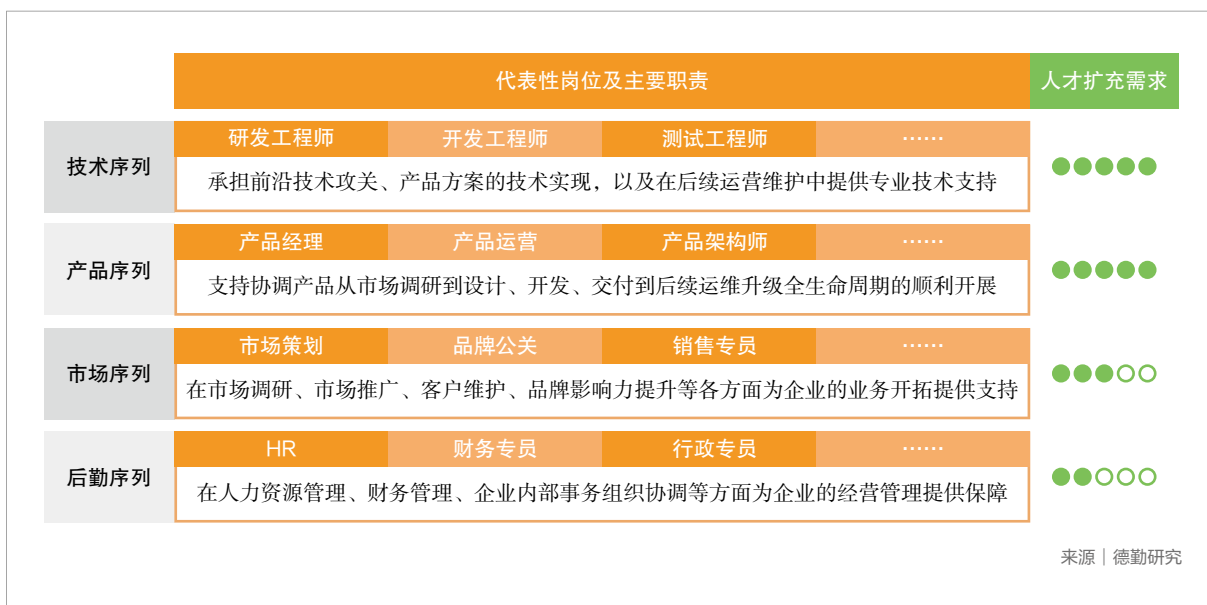 代表性岗位及主要职责 人才扩充需求
技术序列
研发工程师 开发工程师 测试工程师 ……
承担前沿技术攻关、产品方案的技术实现，以及在后续运营维护中提供专业技术支持
产品序列
产品经理 产品运营 产品架构师 ……
支持协调产品从市场调研到设计、开发、交付到后续运维升级全生命周期的顺利开展
市场序列
市场策划 品牌公关 销售专员 ……
在市场调研、市场推广、客户维护、品牌影响力提升等各方面为企业的业务开拓提供支持
后勤序列
HR 财务专员 行政专员 ……
在人力资源管理、财务管理、企业内部事务组织协调等方面为企业的经营管理提供保障
来源｜德勤研究